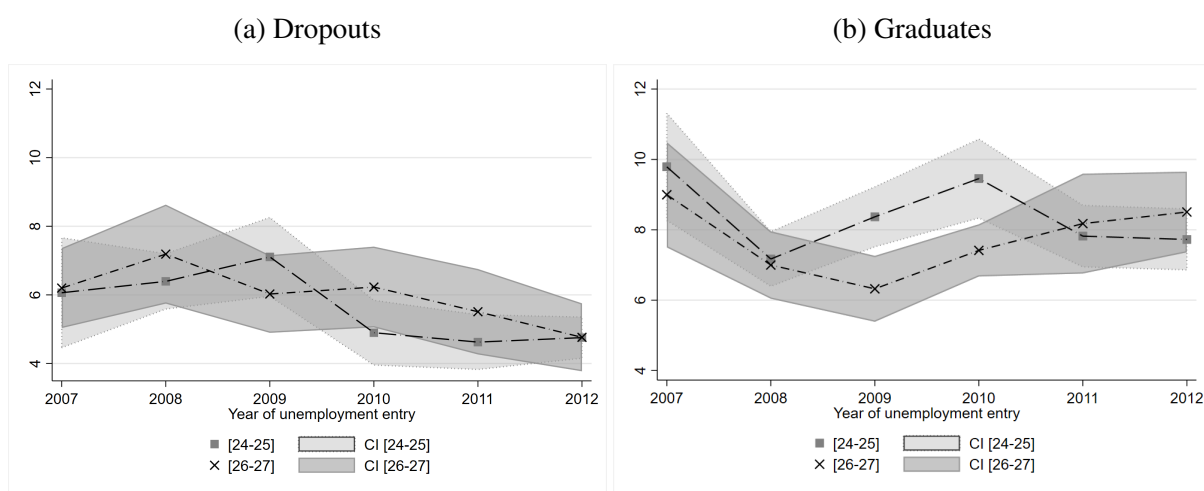 (a) Dropouts
12
10
8
6
4
2007 2008 2009 2010 2011 2012
Year of unemployment entry
[24-25] CI [24-25]
[26-27] CI [26-27]
(b) Graduates
12
10
8
6
4
2007 2008 2009 2010 2011 2012
Year of unemployment entry
[24-25] CI [24-25]
[26-27] CI [26-27]